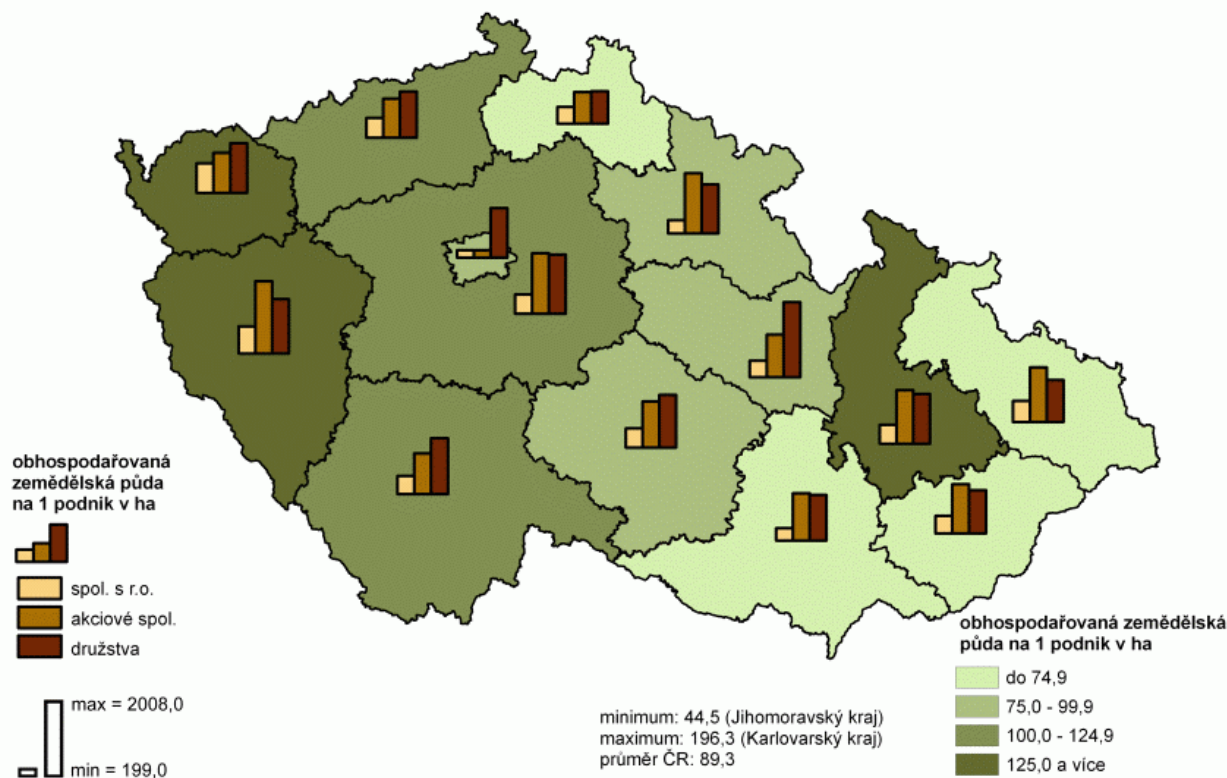 obhospodařovaná
zemědělská půda
na 1 podnik v ha
spol. s r.o.
akciové spol.
družstva
max = 2008,0
min = 199,0
minimum: 44,5 (Jihomoravský kraj)
maximum: 196,3 (Karlovarský kraj)
průměr ČR: 89,3
obhospodařovaná zemědělská
půda na 1 podnik v ha
do 74,9
75,0 - 99,9
100,0 - 124,9
125,0 a více